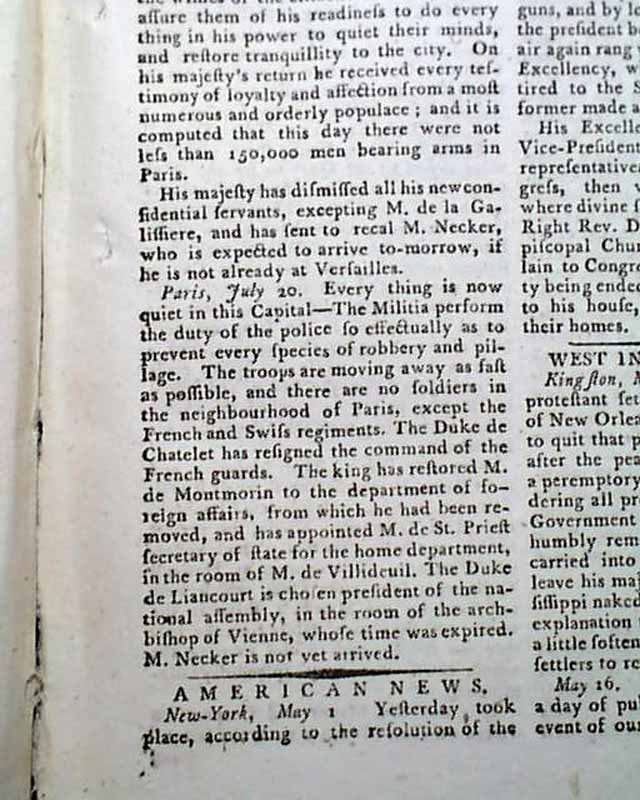 assure them of his readineſs to do every
thing in his power to quiet their minds,
and reſtore tranquillity to the city. On
his majeſty's return he received every teſ-
timony of loyalty and affection from a moſt
numerous and orderly populace; and it is
computed that this day there were not
leſs than 150,000 men bearing arms in
Paris.
His majeſty has diſmiſſed all his new con-
fidential ſervants, excepting M. de la Ga-
liſſiere, and has ſent to recal M. Necker,
who is expected to arrive to-morrow, if
he is not already at Verſailles.
Paris, July 20. Every thing is now
quiet in this Capital—The Militia perform
the duty of the police ſo effectually as to
prevent every ſpecies of robbery and pil-
lage. The troops are moving away as faſt
as poſſible, and there are no ſoldiers in
the neighbourhood of Paris, except the
French and Swiſs regiments. The Duke de
Chatelet has reſigned the command of the
French guards. The king has reſtored M.
de Montmorin to the department of fo-
reign affairs, from which he had been re-
moved, and has appointed M. de St. Prieſt
ſecretary of ſtate for the home department,
in the room of M. de Villideuil. The Duke
de Liancourt is choſen preſident of the na-
tional aſſembly, in the room of the arch-
biſhop of Vienne, whoſe time was expired.
M. Necker is not yet arrived.
AMERICAN NEWS.
New-York, May 1 Yeſterday took
place, according to the reſolution of the
guns, and by
the preſident
air again rang
Excellency,
tired to the
former made a
His
Vice-Preſident
repreſentative
greſs, then
where divine
Right Rev. D
piſcopal
lain to
ty being ended
to his houſe,
their homes.
WEST
Kingſton,
proteſtant
of New
to quit that
after the
a peremptory
dering all
Government
humbly
carried into
leave his
ſiſſippi naked
explanation
a little
ſettlers to
May 16.
a day of
event of our